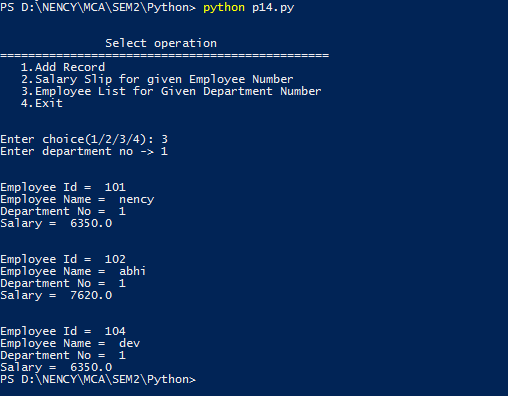 PS D:\NENCY\MCA\SEM2\Python> python p14.py
Select operation
===============================================
1.Add Record
2.Salary Slip for given Employee Number
3.Employee List for Given Department Number
4.Exit
Enter choice(1/2/3/4): 3
Enter department no -> 1
Employee Id =  101
Employee Name =  nency
Department No =  1
Salary =  6350.0
Employee Id =  102
Employee Name =  abhi
Department No =  1
Salary =  7620.0
Employee Id =  104
Employee Name =  dev
Department No =  1
Salary =  6350.0
PS D:\NENCY\MCA\SEM2\Python>